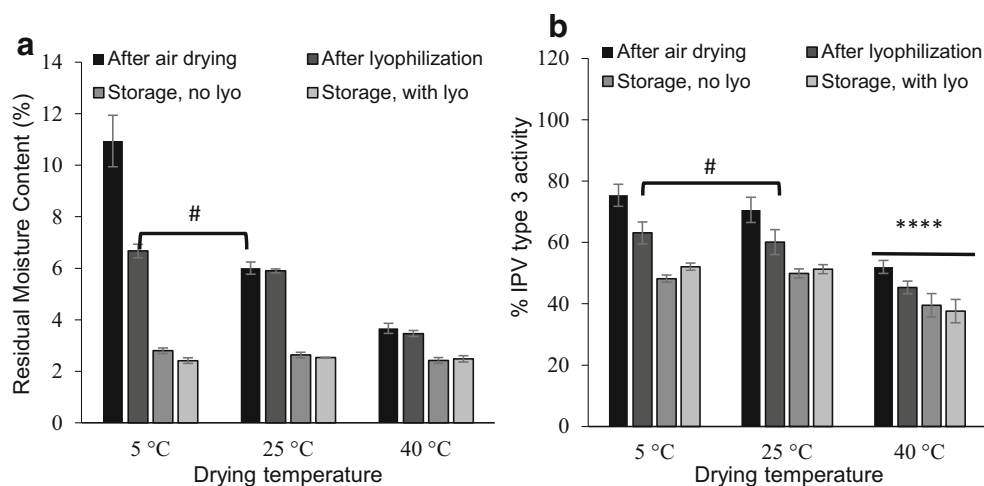 a
After air drying
After lyophilization
Storage, no lyo
Storage, with lyo
Residual Moisture Content (%)
14
12
10
8
6
4
2
0
#
5 °C
25 °C
40 °C
Drying temperature
b
After air drying
After lyophilization
Storage, no lyo
Storage, with lyo
% IPV type 3 activity
120
100
80
60
40
20
0
#
****
5 °C
25 °C
40 °C
Drying temperature